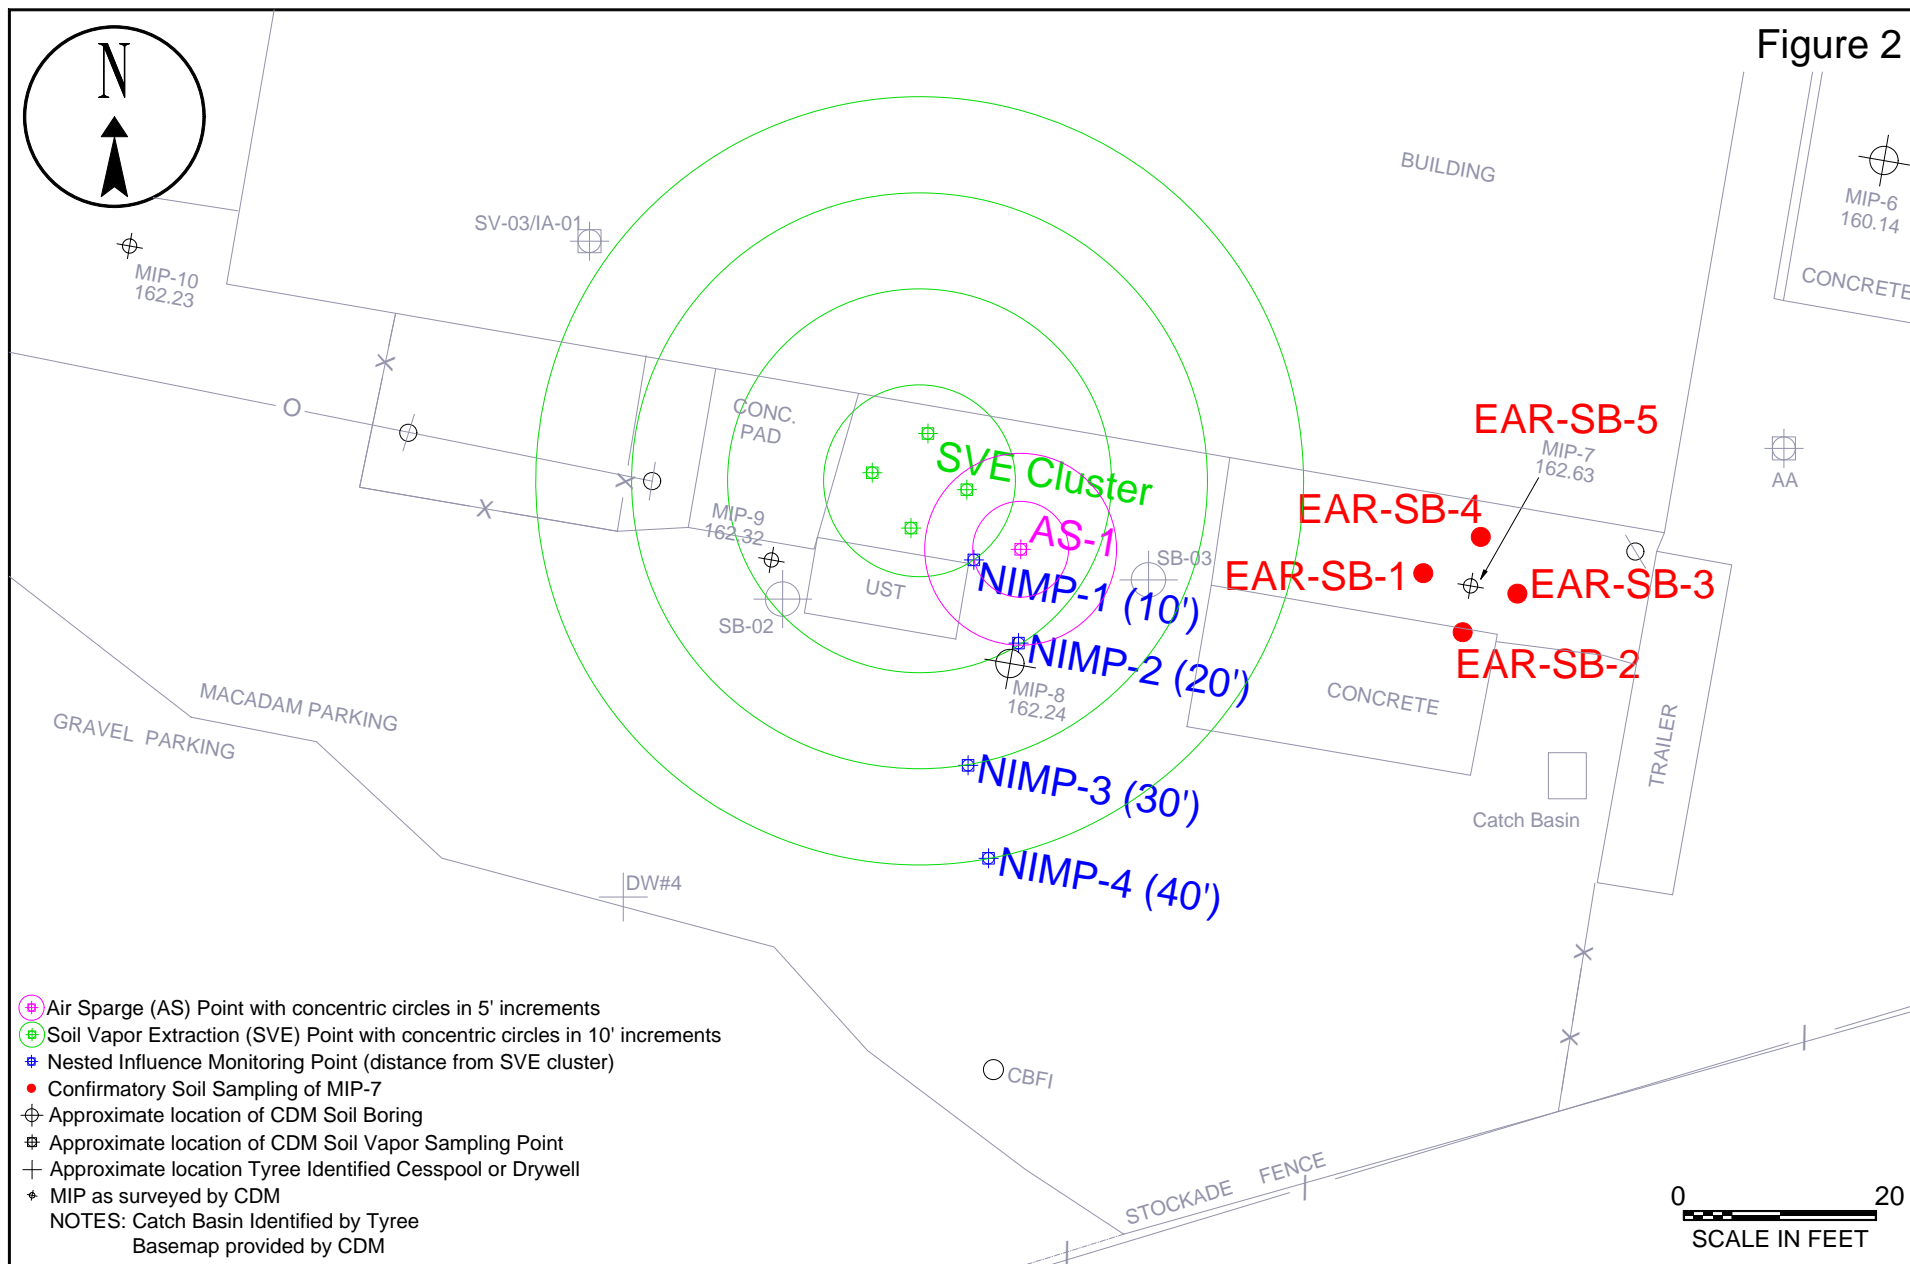 Figure 2
N
BUILDING
MIP-6
160.14
CONCRETE
SV-03/IA-01
MIP-10
162.23
X
O
X
X
CONC.
PAD
SVE Cluster
EAR-SB-5
MIP-7
162.63
AA
MIP-9
162.32
AS-1
SB-03
EAR-SB-4
EAR-SB-1
EAR-SB-3
UST
NIMP-1 (10')
SB-02
NIMP-2 (20')
EAR-SB-2
MIP-8
162.24
CONCRETE
TRAILER
MACADAM PARKING
GRAVEL PARKING
NIMP-3 (30')
Catch Basin
NIMP-4 (40')
DW#4
X
X
CBFI
STOCKADE FENCE
Air Sparge (AS) Point with concentric circles in 5' increments
Soil Vapor Extraction (SVE) Point with concentric circles in 10' increments
Nested Influence Monitoring Point (distance from SVE cluster)
Confirmatory Soil Sampling of MIP-7
Approximate location of CDM Soil Boring
Approximate location of CDM Soil Vapor Sampling Point
Approximate location Tyree Identified Cesspool or Drywell
MIP as surveyed by CDM
NOTES: Catch Basin Identified by Tyree
Basemap provided by CDM
0 20
SCALE IN FEET